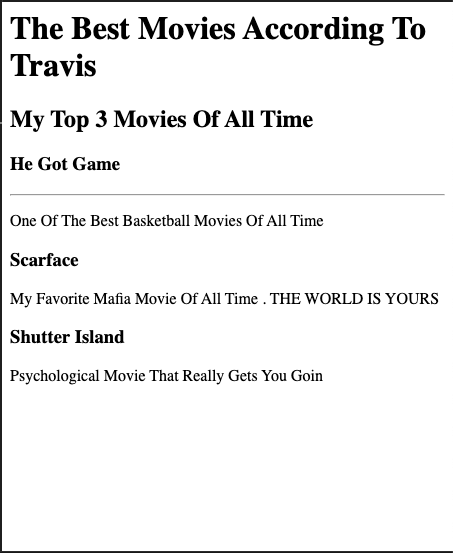 The Best Movies According To
Travis
My Top 3 Movies Of All Time
He Got Game
One Of The Best Basketball Movies Of All Time
Scarface
My Favorite Mafia Movie Of All Time . THE WORLD IS YOURS
Shutter Island
Psychological Movie That Really Gets You Goin